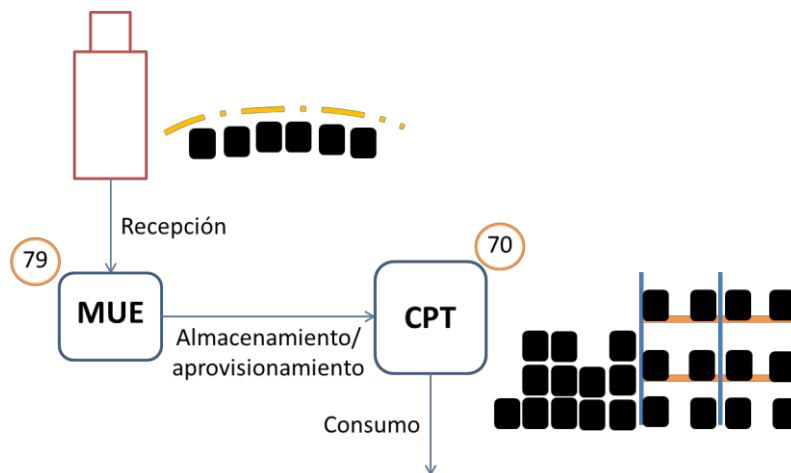 Recepción
79
70
MUE
CPT
Almacenamiento/
aprovisionamiento
Consumo